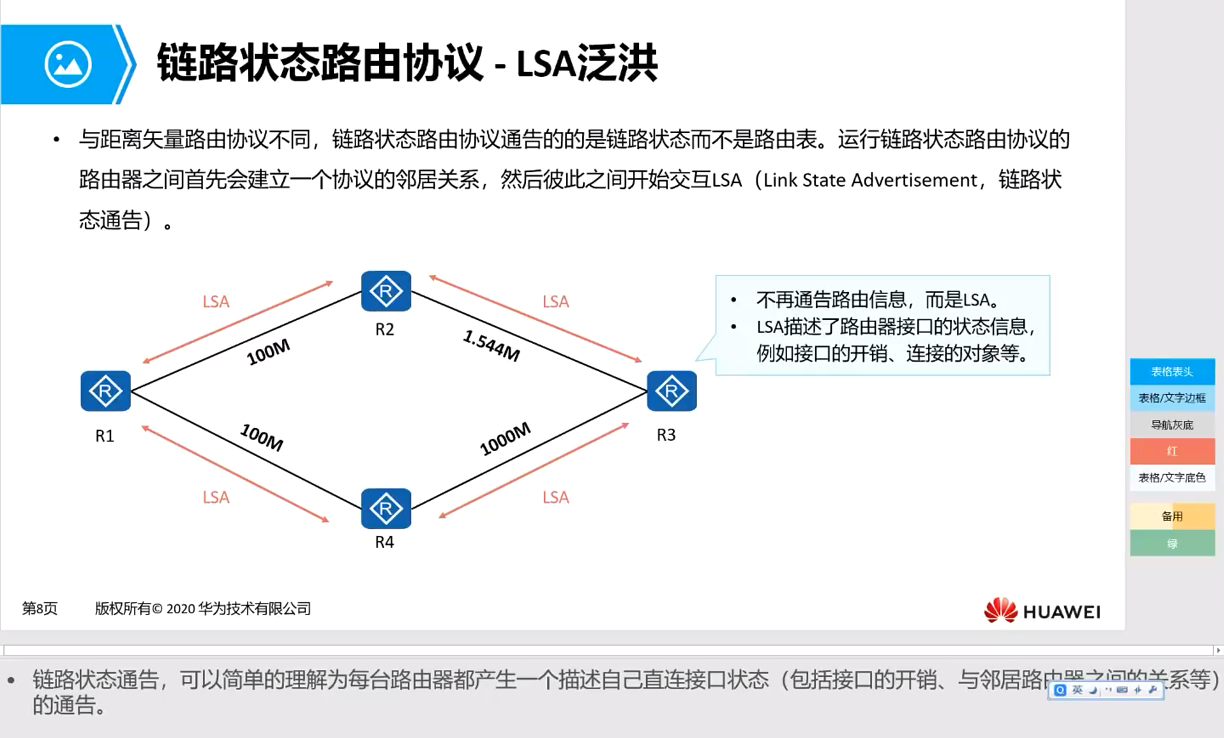 链路状态路由协议 - LSA泛洪
• 与距离矢量路由协议不同，链路状态路由协议通告的的是链路状态而不是路由表。运行链路状态路由协议的
路由器之间首先会建立一个协议的邻居关系，然后彼此之间开始交互LSA（Link State Advertisement，链路状
态通告）。
LSA
LSA
R
R2
100M
1.544M
• 不再通告路由信息，而是LSA。
• LSA描述了路由器接口的状态信息，
例如接口的开销、连接的对象等。
R
R1
R
R3
100M
1000M
LSA
LSA
R
R4
表格表头
表格/文字边框
导航灰底
红
表格/文字底色
备用
绿
第8页
版权所有© 2020 华为技术有限公司
HUAWEI
• 链路状态通告，可以简单的理解为每台路由器都产生一个描述自己直连接口状态（包括接口的开销、与邻居路由器之间的关系等）
的通告。
英